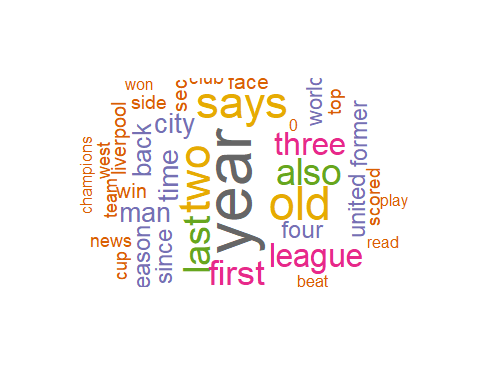 won
club
face
sec
says
world
top
side
city
0
liverpool
back
three
former
west
champions
two
year
also
time
team
win
man
old
scored
play
last
since
four
united
news
eason
cup
league
read
first
beat